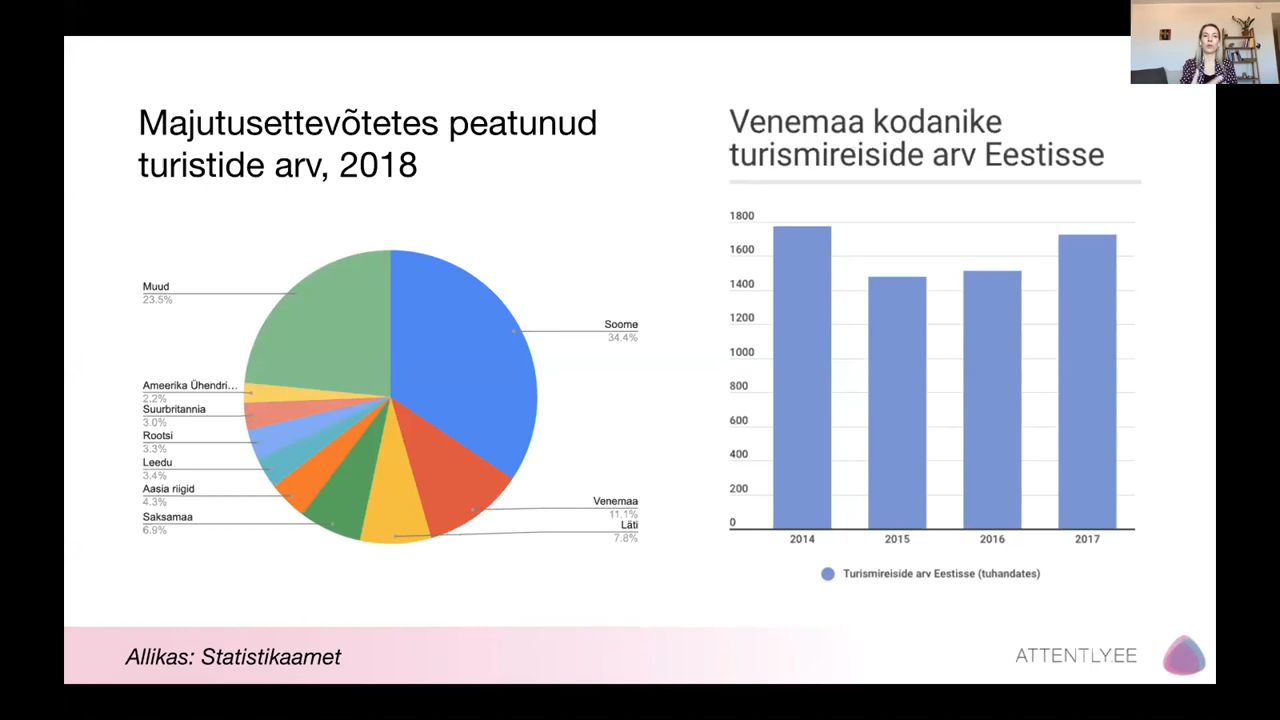 Majutusettevõtetes peatunud
turistide arv, 2018
Muud
23.5%
Ameerika Ühendri...
2.2%
Suurbritannia
3.0%
Rootsi
3.3%
Leedu
3.4%
Aasia riigid
4.3%
Saksamaa
6.9%
Soome
34.4%
Venemaa
11.1%
Läti
7.8%
Venemaa kodanike
turismireiside arv Eestisse
1800
1600
1400
1200
1000
800
600
400
200
0
2014 2015 2016 2017
Turismireiside arv Eestisse (tuhandates)
Allikas: Statistikaamet
ATTENTLY.EE